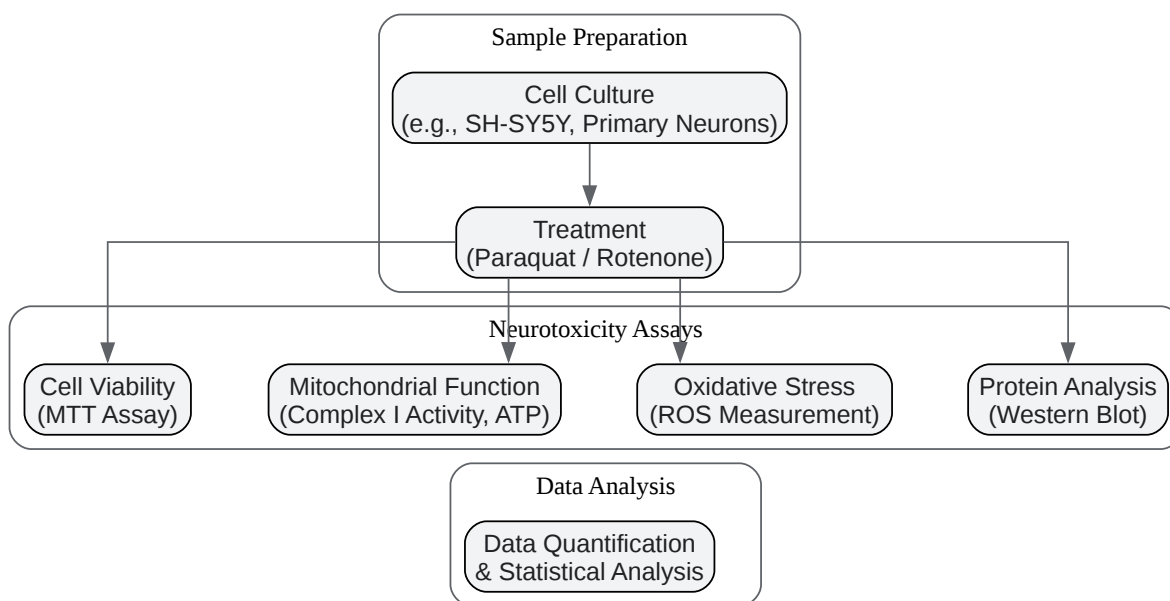 Sample Preparation
Cell Culture
(e.g., SH-SY5Y, Primary Neurons)
Treatment
(Paraquat / Rotenone)
Neurotoxicity Assays
Cell Viability
(MTT Assay)
Mitochondrial Function
(Complex I Activity, ATP)
Oxidative Stress
(ROS Measurement)
Protein Analysis
(Western Blot)
Data Analysis
Data Quantification
& Statistical Analysis